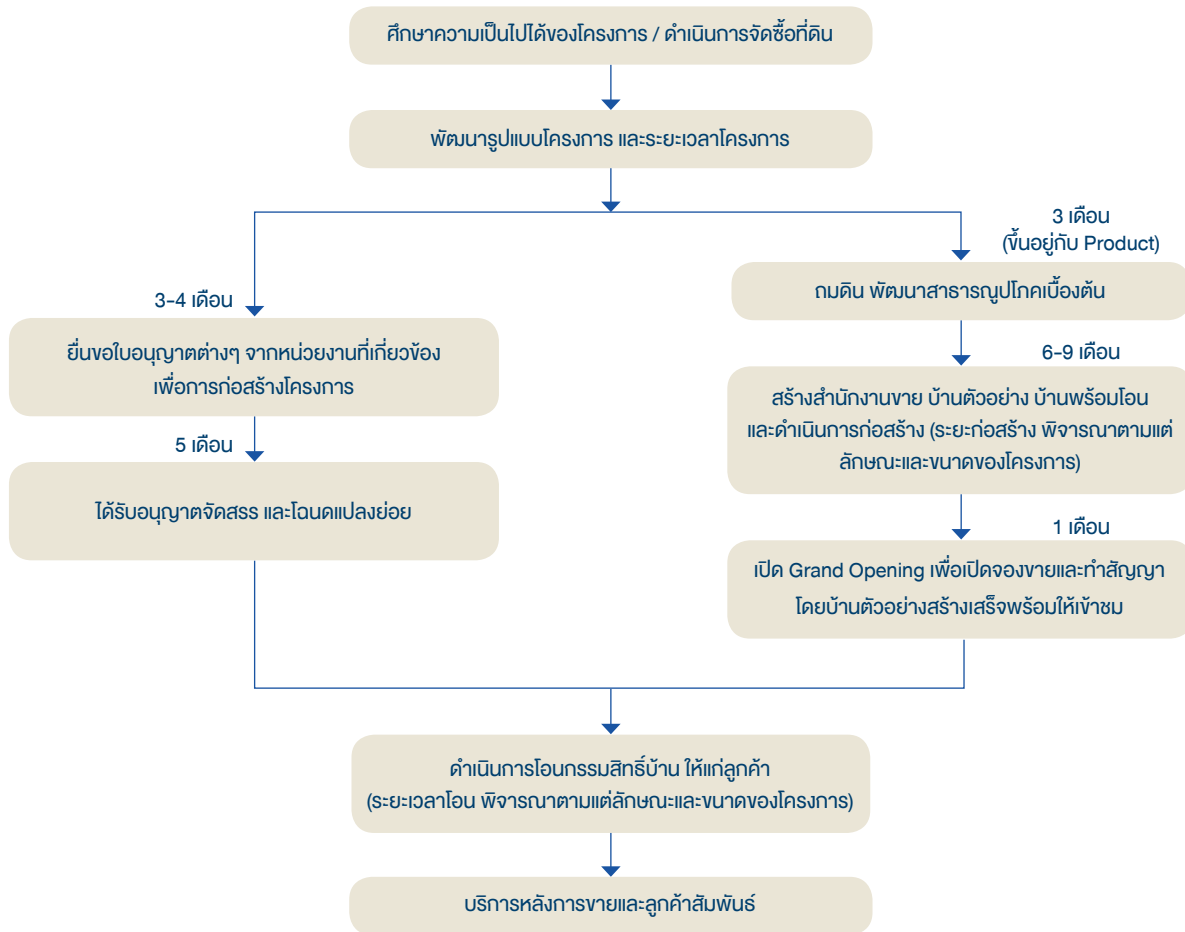 ศึกษาความเป็นไปได้ของโครงการ / ดำเนินการจัดซื้อที่ดิน
พัฒนารูปแบบโครงการ และระยะเวลาโครงการ
3-4 เดือน
ยื่นขอใบอนุญาตต่างๆ จากหน่วยงานที่เกี่ยวข้อง
เพื่อการก่อสร้างโครงการ
5 เดือน
ได้รับอนุญาตจัดสรร และโฉนดแปลงย่อย
3 เดือน
(ขึ้นอยู่กับ Product)
ถมดิน พัฒนาสาธารณูปโภคเบื้องต้น
6-9 เดือน
สร้างสำนักงานขาย บ้านตัวอย่าง บ้านพร้อมโอน
และดำเนินการก่อสร้าง (ระยะก่อสร้าง พิจารณาตามแต่
ลักษณะและขนาดของโครงการ)
1 เดือน
เปิด Grand Opening เพื่อเปิดจองขายและทำสัญญา
โดยบ้านตัวอย่างสร้างเสร็จพร้อมให้เข้าชม
ดำเนินการโอนกรรมสิทธิ์บ้าน ให้แก่ลูกค้า
(ระยะเวลาโอน พิจารณาตามแต่ลักษณะและขนาดของโครงการ)
บริการหลังการขายและลูกค้าสัมพันธ์